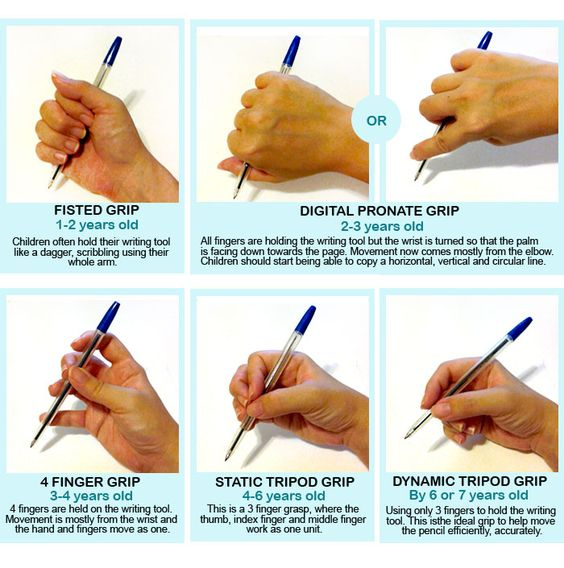 OR
FISTED GRIP
1-2 years old
Children often hold their writing tool
like a dagger, scribbling using their
whole arm.
DIGITAL PRONATE GRIP
2-3 years old
All fingers are holding the writing tool but the wrist is turned so that the palm
is facing down towards the page. Movement now comes mostly from the elbow.
Children should start being able to copy a horizontal, vertical and circular line.
4 FINGER GRIP
3-4 years old
4 fingers are held on the writing tool.
Movement is mostly from the wrist and
the hand and fingers move as one.
STATIC TRIPOD GRIP
4-6 years old
This is a 3 finger grasp, where the
thumb, index finger and middle finger
work as one unit.
DYNAMIC TRIPOD GRIP
By 6 or 7 years old
Using only 3 fingers to hold the writing
tool. This isthe ideal grip to help move
the pencil efficiently, accurately.